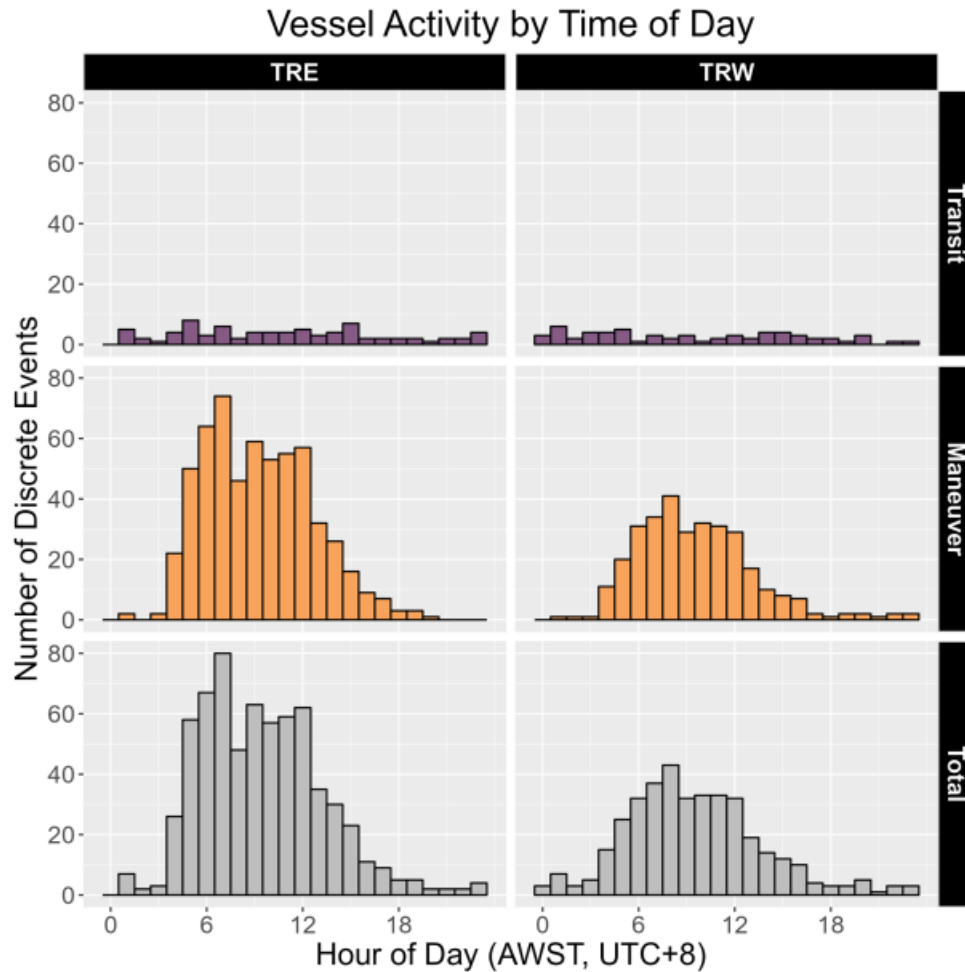 Vessel Activity by Time of Day
TRE
TRW
80
60
40
20
0
Transit
80
60
40
20
0
Maneuver
80
60
40
20
0
Total
Number of Discrete Events
0 6 12 18
0 6 12 18
Hour of Day (AWST, UTC+8)